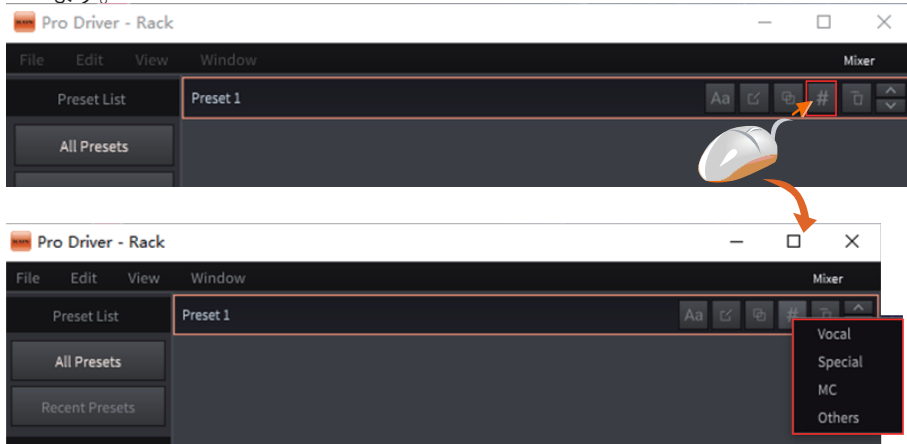 Pro Driver - Rack
File Edit View Window Mixer
Preset List Preset 1 Aa #
All Presets
Pro Driver - Rack
File Edit View Window Mixer
Preset List Preset 1 Aa #
All Presets
Recent Presets
Vocal
Special
MC
Others